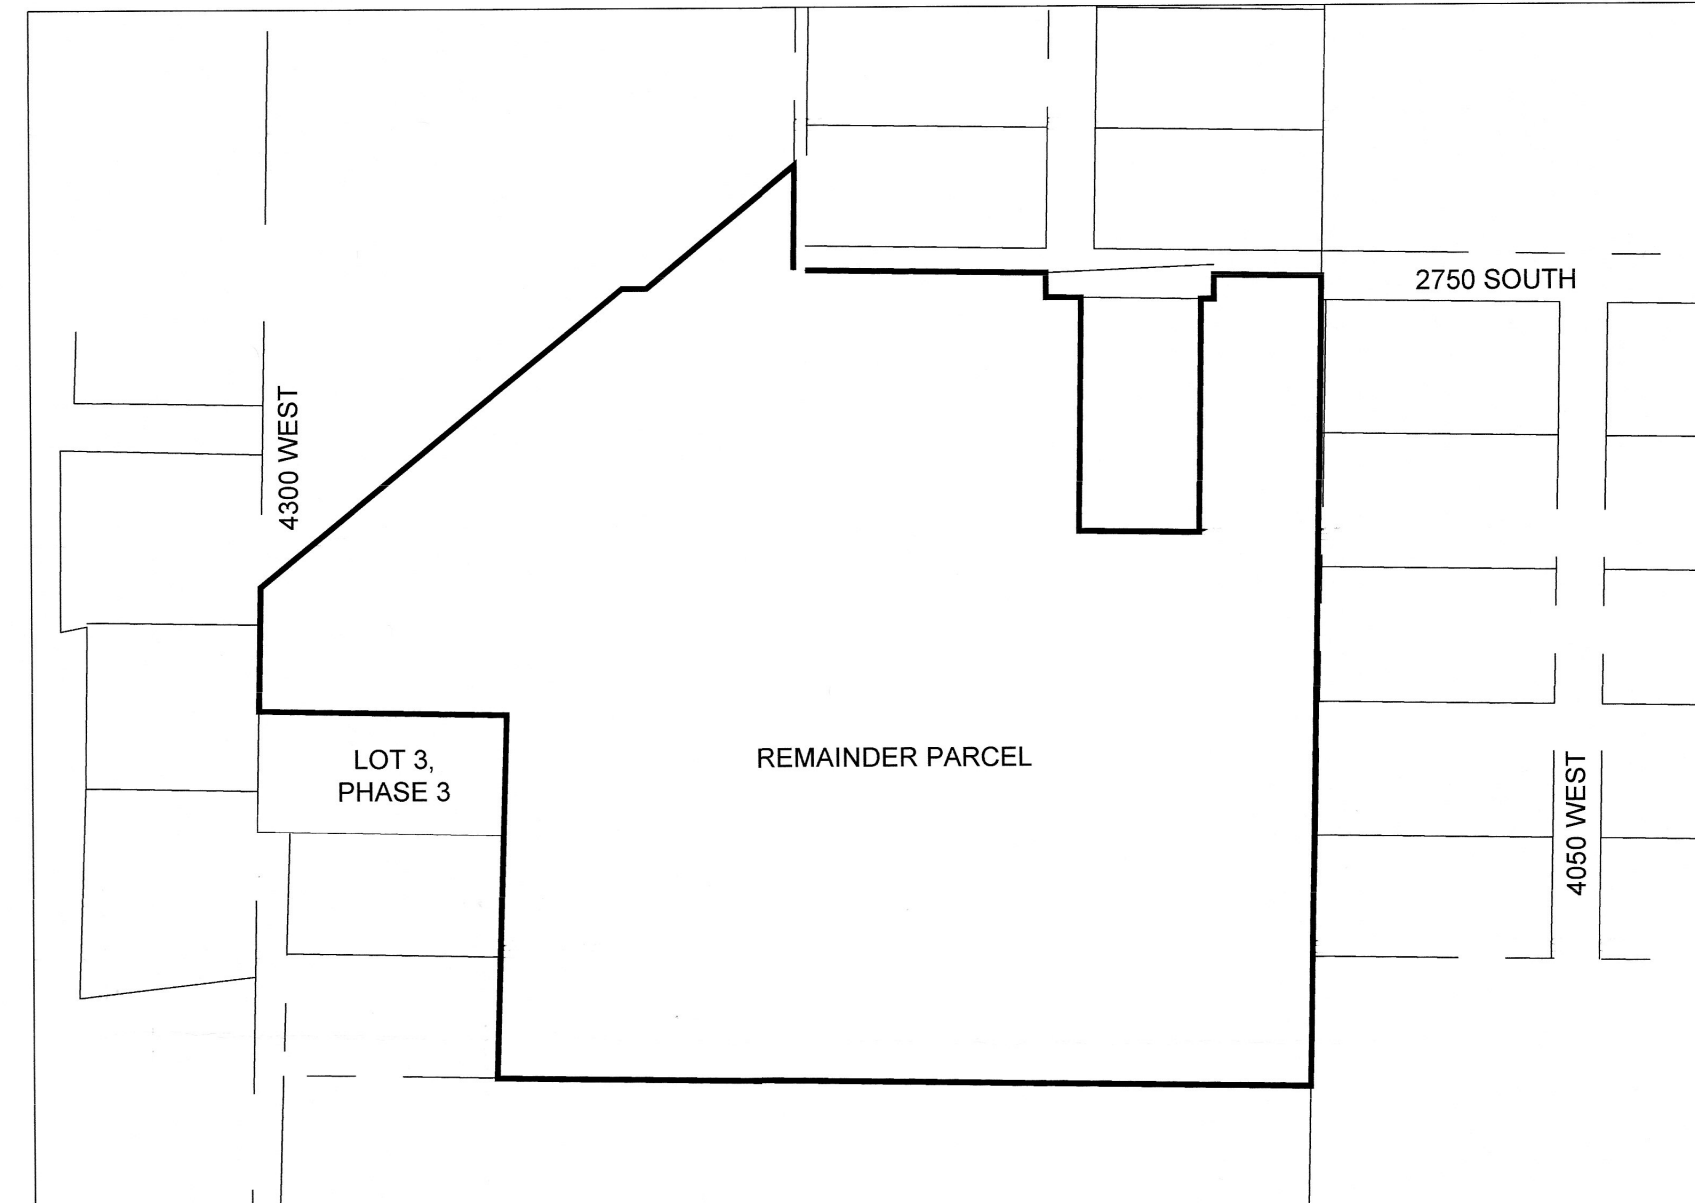 2750 SOUTH
4300 WEST
LOT 3,
PHASE 3
REMAINDER PARCEL
4050 WEST